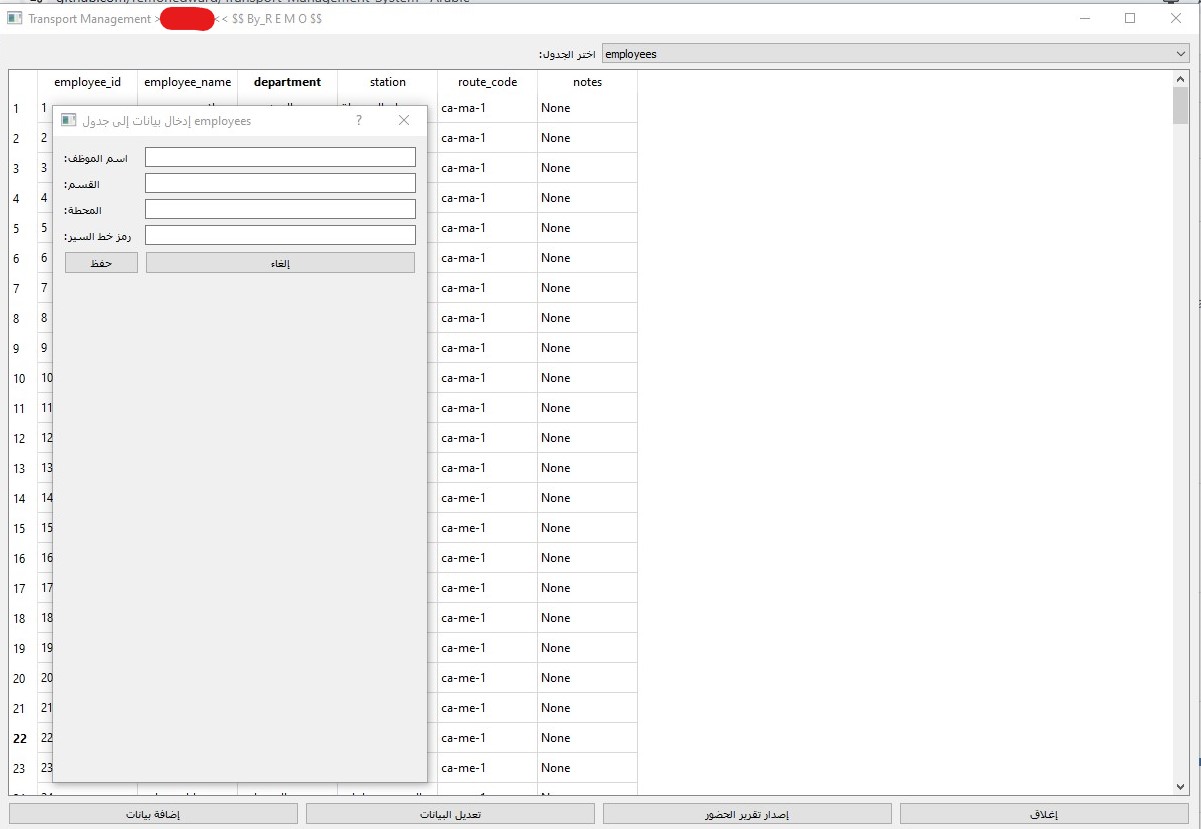 Transport Management >
<< $$ By_R E M O $$
اختر الجدول:
employees
employee_id employee_name department station route_code notes
1 1 ca-ma-1 None
2 2 ca-ma-1 None
3 3 ca-ma-1 None
4 4 ca-ma-1 None
5 5 ca-ma-1 None
6 6 ca-ma-1 None
7 7 ca-ma-1 None
8 8 ca-ma-1 None
9 9 ca-ma-1 None
10 10 ca-ma-1 None
11 11 ca-ma-1 None
12 12 ca-ma-1 None
13 13 ca-ma-1 None
14 14 ca-me-1 None
15 15 ca-me-1 None
16 16 ca-me-1 None
17 17 ca-me-1 None
18 18 ca-me-1 None
19 19 ca-me-1 None
20 20 ca-me-1 None
21 21 ca-me-1 None
22 22 ca-me-1 None
23 23 ca-me-1 None
إدخال بيانات إلى جدول employees
?
اسم الموظف:
القسم:
المحطة:
رمز خط السير:
حفظ
إلغاء
إضافة بيانات
تعديل البيانات
إصدار تقرير الحضور
إغلاق